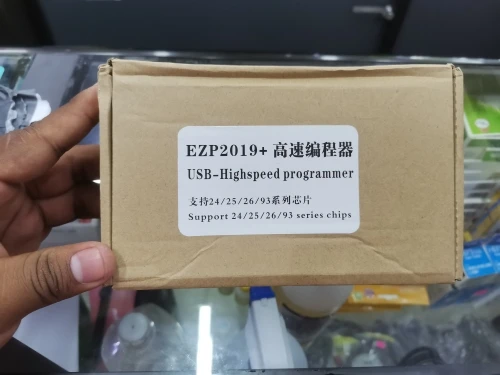 EZP2019+ 高速编程器
USB-Highspeed programmer
支持24/25/26/93系列芯片
Support 24/25/26/93 series chips